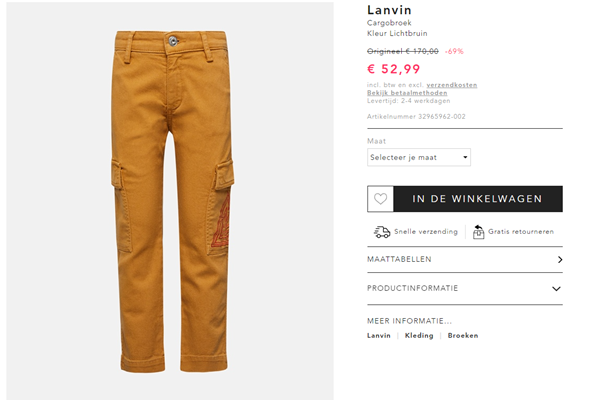 Lanvin
Cargobroek
Kleur Lichtbruin
Origineel € 170,00 -69%
€ 52,99
incl. btw en excl. verzendkosten
Bekijk betaalmethoden
Levertijd: 2-4 werkdagen
Artikelnummer 32965962-002
Maat
Selecteer je maat
IN DE WINKELWAGEN
Snelle verzending
Gratis retourneren
MAATTABELLEN
PRODUCTINFORMATIE
MEER INFORMATIE...
Lanvin | Kleding | Broeken